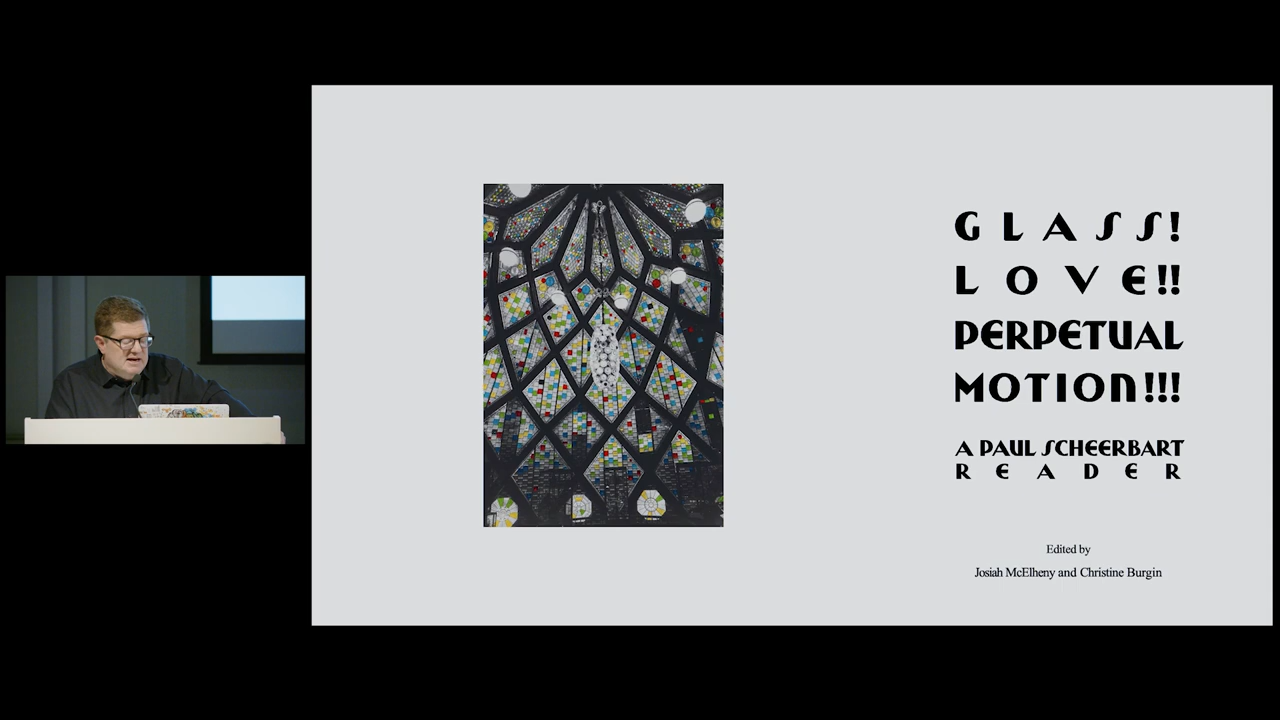 GLASS!
LOVE!!
PERPETUAL
MOTION!!!
A PAUL SCHEERBART
READER
Edited by
Josiah McElheny and Christine Burgin